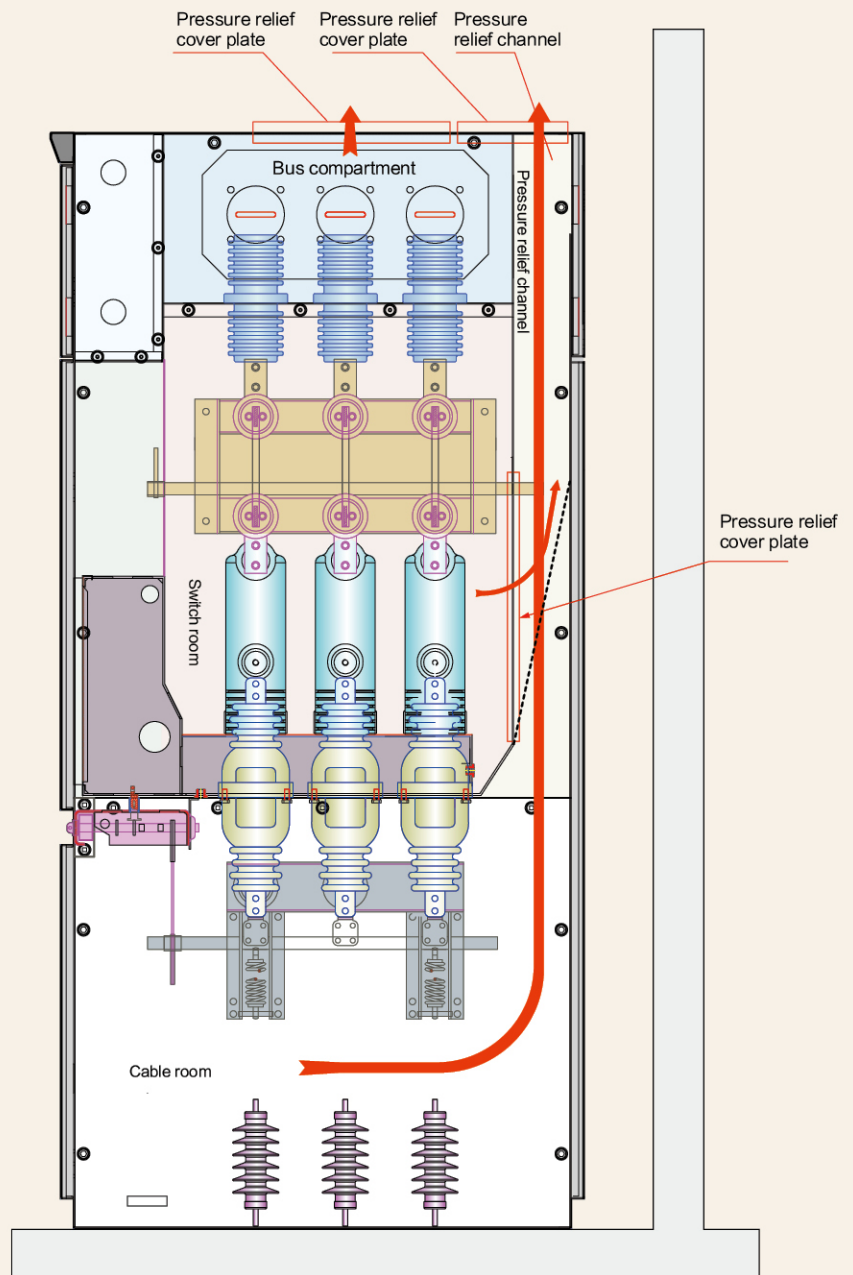 Pressure relief
cover plate
Pressure relief
cover plate
Pressure
relief channel
Bus compartment
Pressure relief channel
Pressure relief
cover plate
Switch room
Cable room